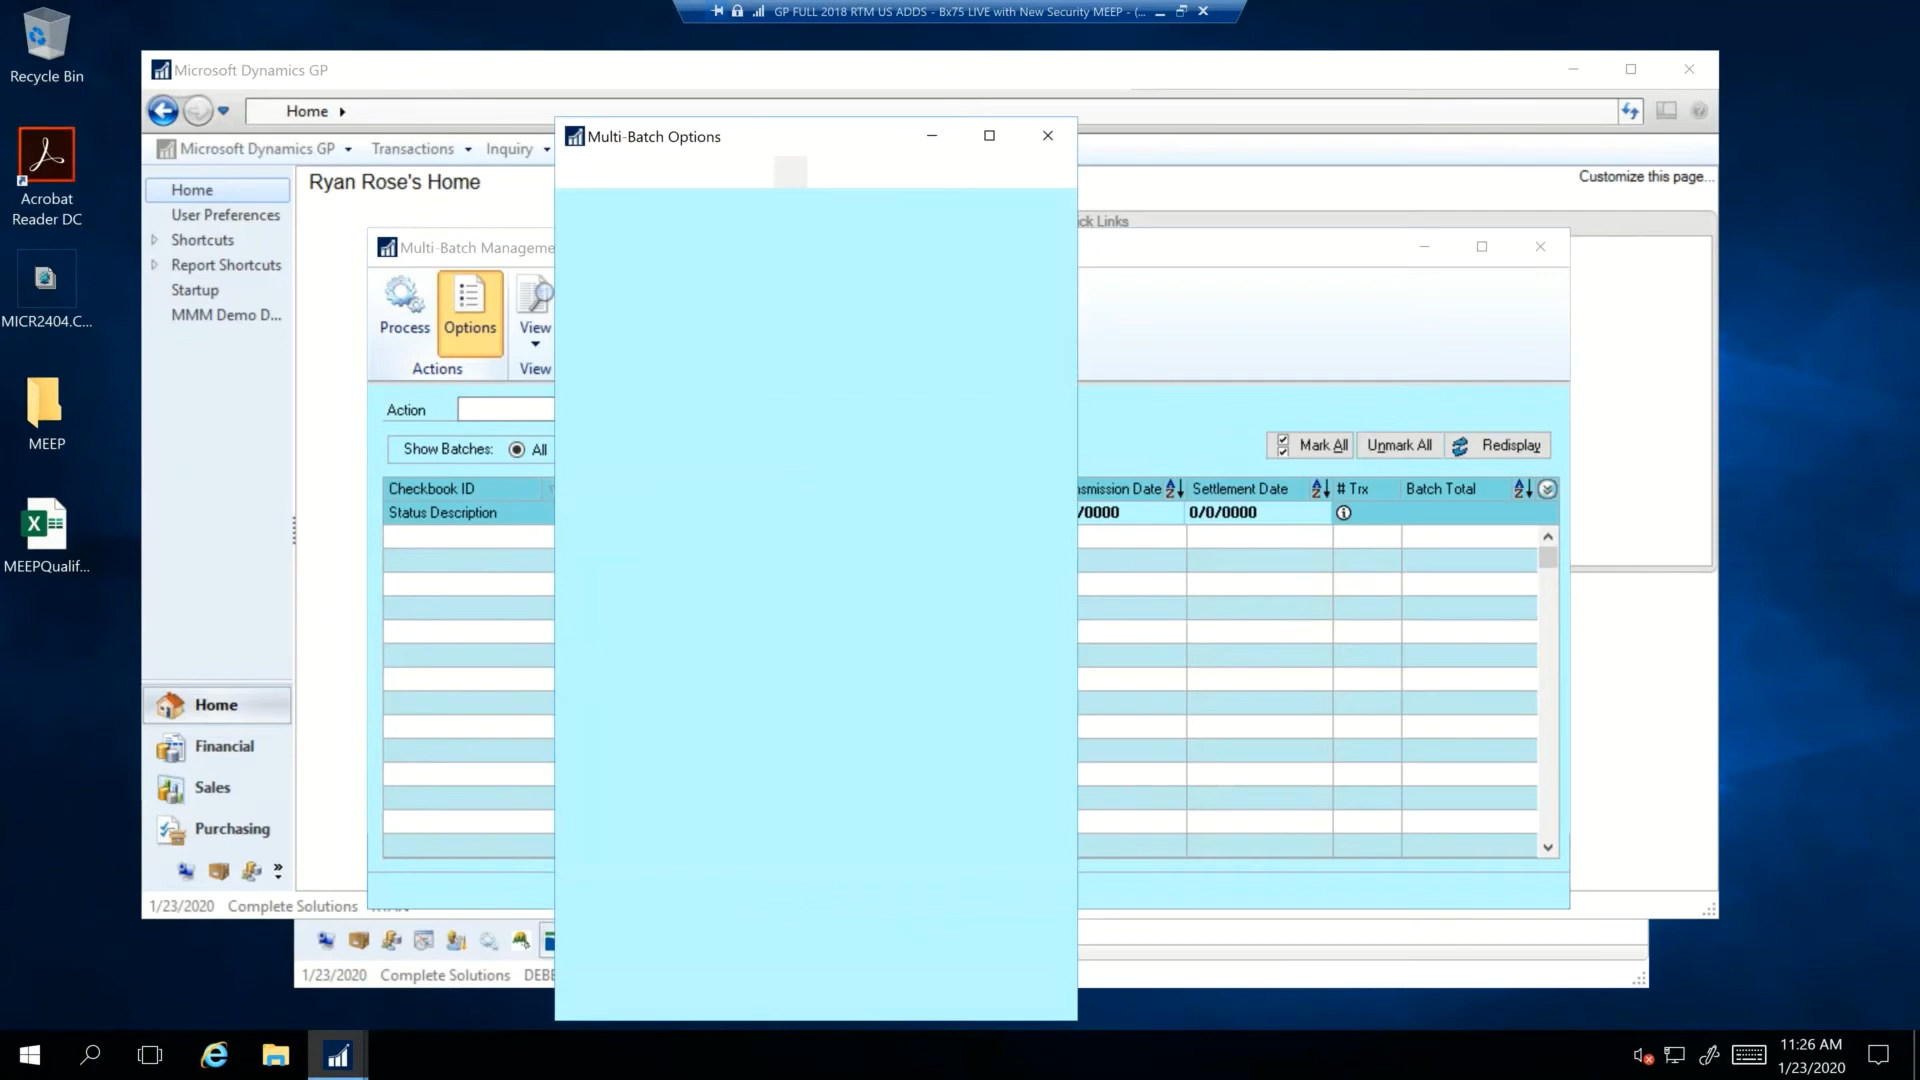 GP FULL 2018 RTM US ADDS - Bx75 LIVE with New Security MEEP - (...
Recycle Bin
Acrobat
Reader DC
MICR2404.C...
MEEP
MEEPQualif...
Microsoft Dynamics GP
Home
Microsoft Dynamics GP
Transactions
Inquiry
Ryan Rose's Home
Customize this page...
ck Links
Home
User Preferences
Shortcuts
Report Shortcuts
Startup
MMM Demo D...
Home
Financial
Sales
Purchasing
1/23/2020 Complete Solutions
Multi-Batch Manageme
Process
Options
View
Actions
View
Action
Show Batches: All
Mark All
Unmark All
Redisplay
Checkbook ID
nsmission Date
Settlement Date
# Trx
Batch Total
Status Description
/0000
0/0/0000
Multi-Batch Options
1/23/2020 Complete Solutions DEBE
11:26 AM
1/23/2020